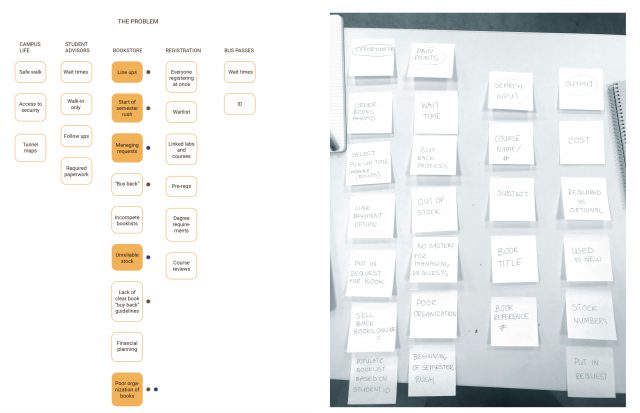 THE PROBLEM
CAMPUS
LIFE
Safe walk
Access to
security
Tunnel
maps
STUDENT
ADVISORS
Wait times
Walk-in
only
Follow ups
Required
paperwork
BOOKSTORE
Line ups
Start of
semester
rush
Managing
requests
"Buy back"
Incompete
booklists
Unreliable
stock
Lack of
clear book
"buy back"
guidelines
Financial
planning
Poor orga-
nization of
books
REGISTRATION
Everyone
registering
at once
Waitlist
Linked labs
and
courses
Pre-reqs
Degree
require-
ments
Course
reviews
BUS PASSES
Wait times
ID
OPPORTUNITIES
ORDER
BOOKS
AHEAD
SELECT
PICK UP TIME
LINK
PAYMENT
OPTION
PUT IN
REQUEST
FOR BOOK
SELL
BACK
BOOKS ONLINE
?
POPULATE
BOOKLIST
BASED ON
STUDENT ID
PAIN
POINTS
WAIT
TIME
BUY
BACK
PROCESS
OUT OF
STOCK
NO SYSTEM
FOR
MANAGING
REQUESTS
POOR
ORGANIZATION
BEGINNING
OF SEMESTER
RUSH
SEARCH
INPUT
COURSE
NAME/
#
SUBJECT
BOOK
TITLE
BOOK
REFERENCE
#
OUTPUT
COST
REQUIRED
VS
OPTIONAL
USED
VS NEW
STOCK
NUMBERS
PUT IN
REQUEST